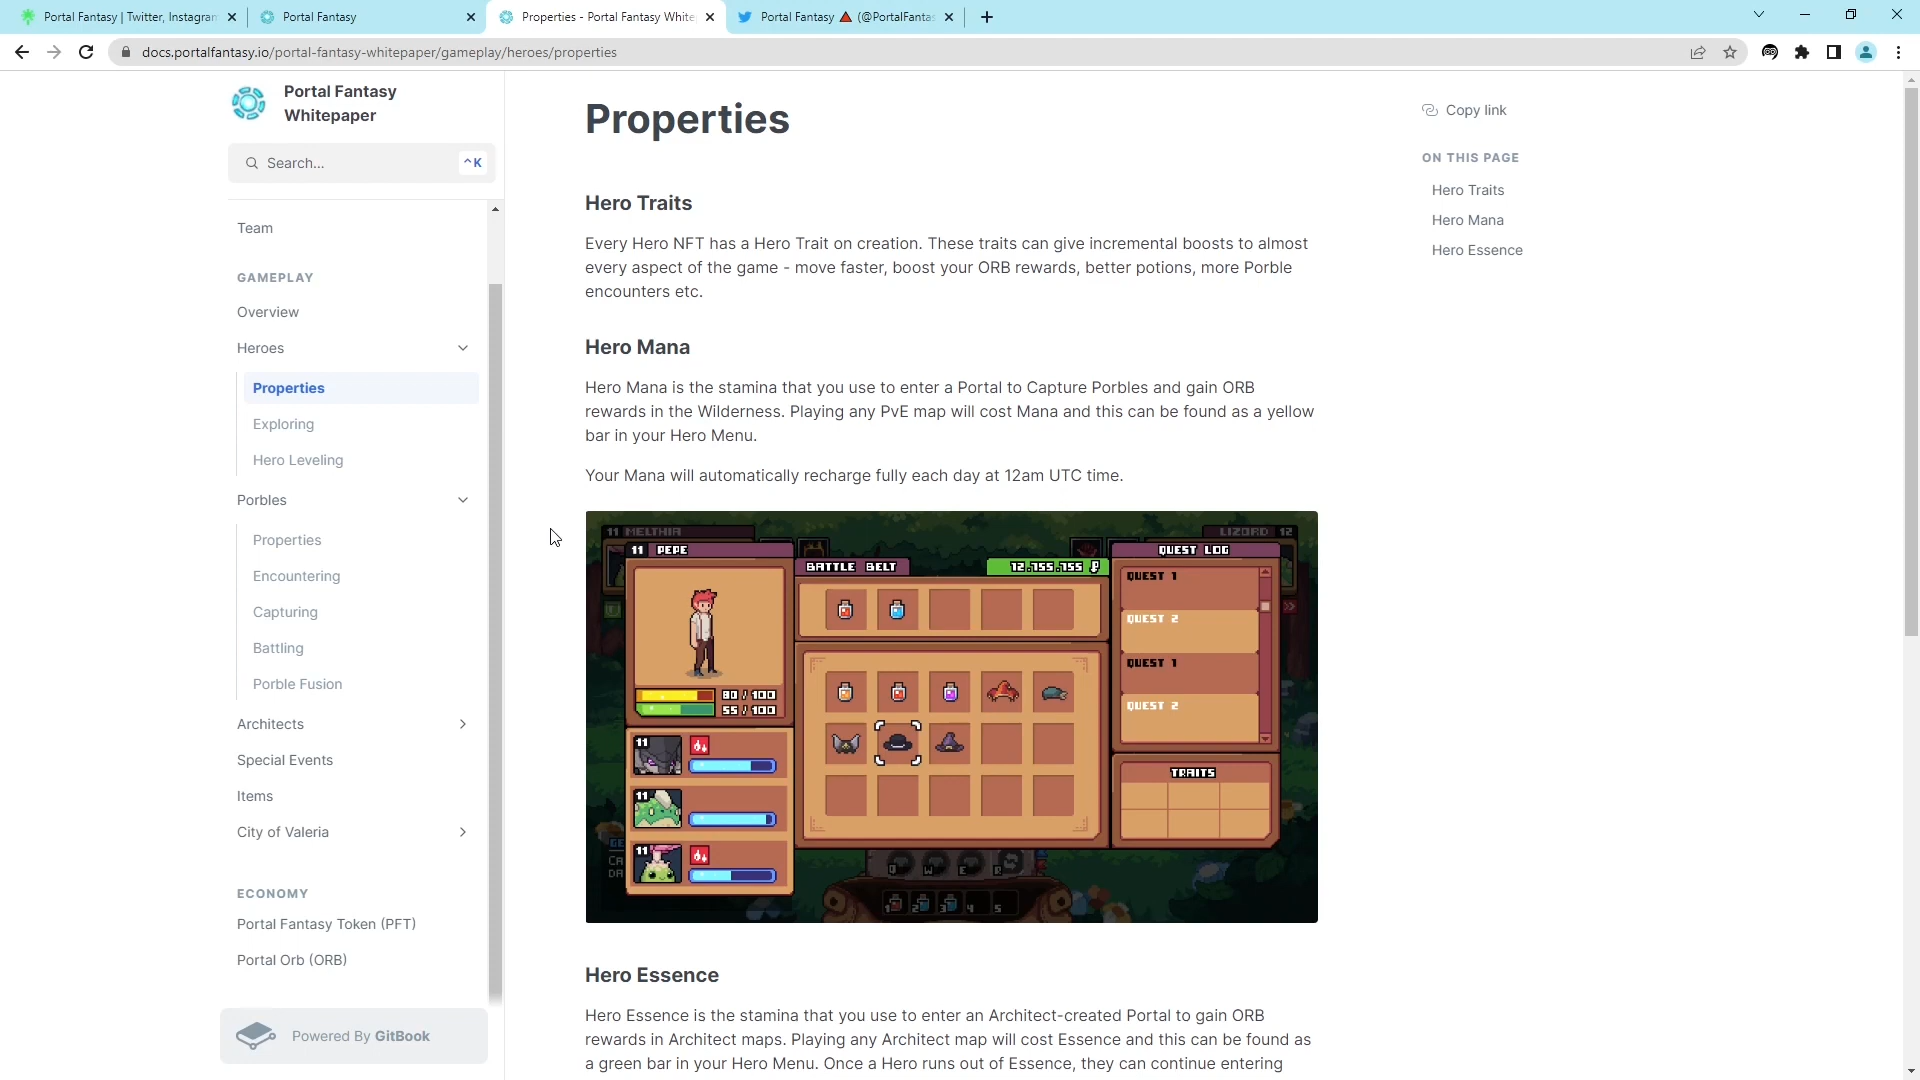 Portal Fantasy | Twitter, Instagram
Portal Fantasy
Properties - Portal Fantasy White
Portal Fantasy 🔺 (@PortalFantas
docs.portalfantasy.io/portal-fantasy-whitepaper/gameplay/heroes/properties
Portal Fantasy
Whitepaper
Search...
^K
Team
GAMEPLAY
Overview
Heroes
Properties
Exploring
Hero Leveling
Porbles
Properties
Encountering
Capturing
Battling
Porble Fusion
Architects
Special Events
Items
City of Valeria
ECONOMY
Portal Fantasy Token (PFT)
Portal Orb (ORB)
Powered By GitBook
Properties
Hero Traits
Every Hero NFT has a Hero Trait on creation. These traits can give incremental boosts to almost
every aspect of the game - move faster, boost your ORB rewards, better potions, more Porble
encounters etc.
Hero Mana
Hero Mana is the stamina that you use to enter a Portal to Capture Porbles and gain ORB
rewards in the Wilderness. Playing any PvE map will cost Mana and this can be found as a yellow
bar in your Hero Menu.
Your Mana will automatically recharge fully each day at 12am UTC time.
11 MELTHIA
LIZORD 12
11 PEPE
BATTLE BELT
12.755.755 P
QUEST LOG
QUEST 1
QUEST 2
QUEST 1
QUEST 2
80 / 100
55 / 100
11
11
11
TRAITS
Q W E R
1 2 3 4 5
Hero Essence
Hero Essence is the stamina that you use to enter an Architect-created Portal to gain ORB
rewards in Architect maps. Playing any Architect map will cost Essence and this can be found as
a green bar in your Hero Menu. Once a Hero runs out of Essence, they can continue entering
Copy link
ON THIS PAGE
Hero Traits
Hero Mana
Hero Essence